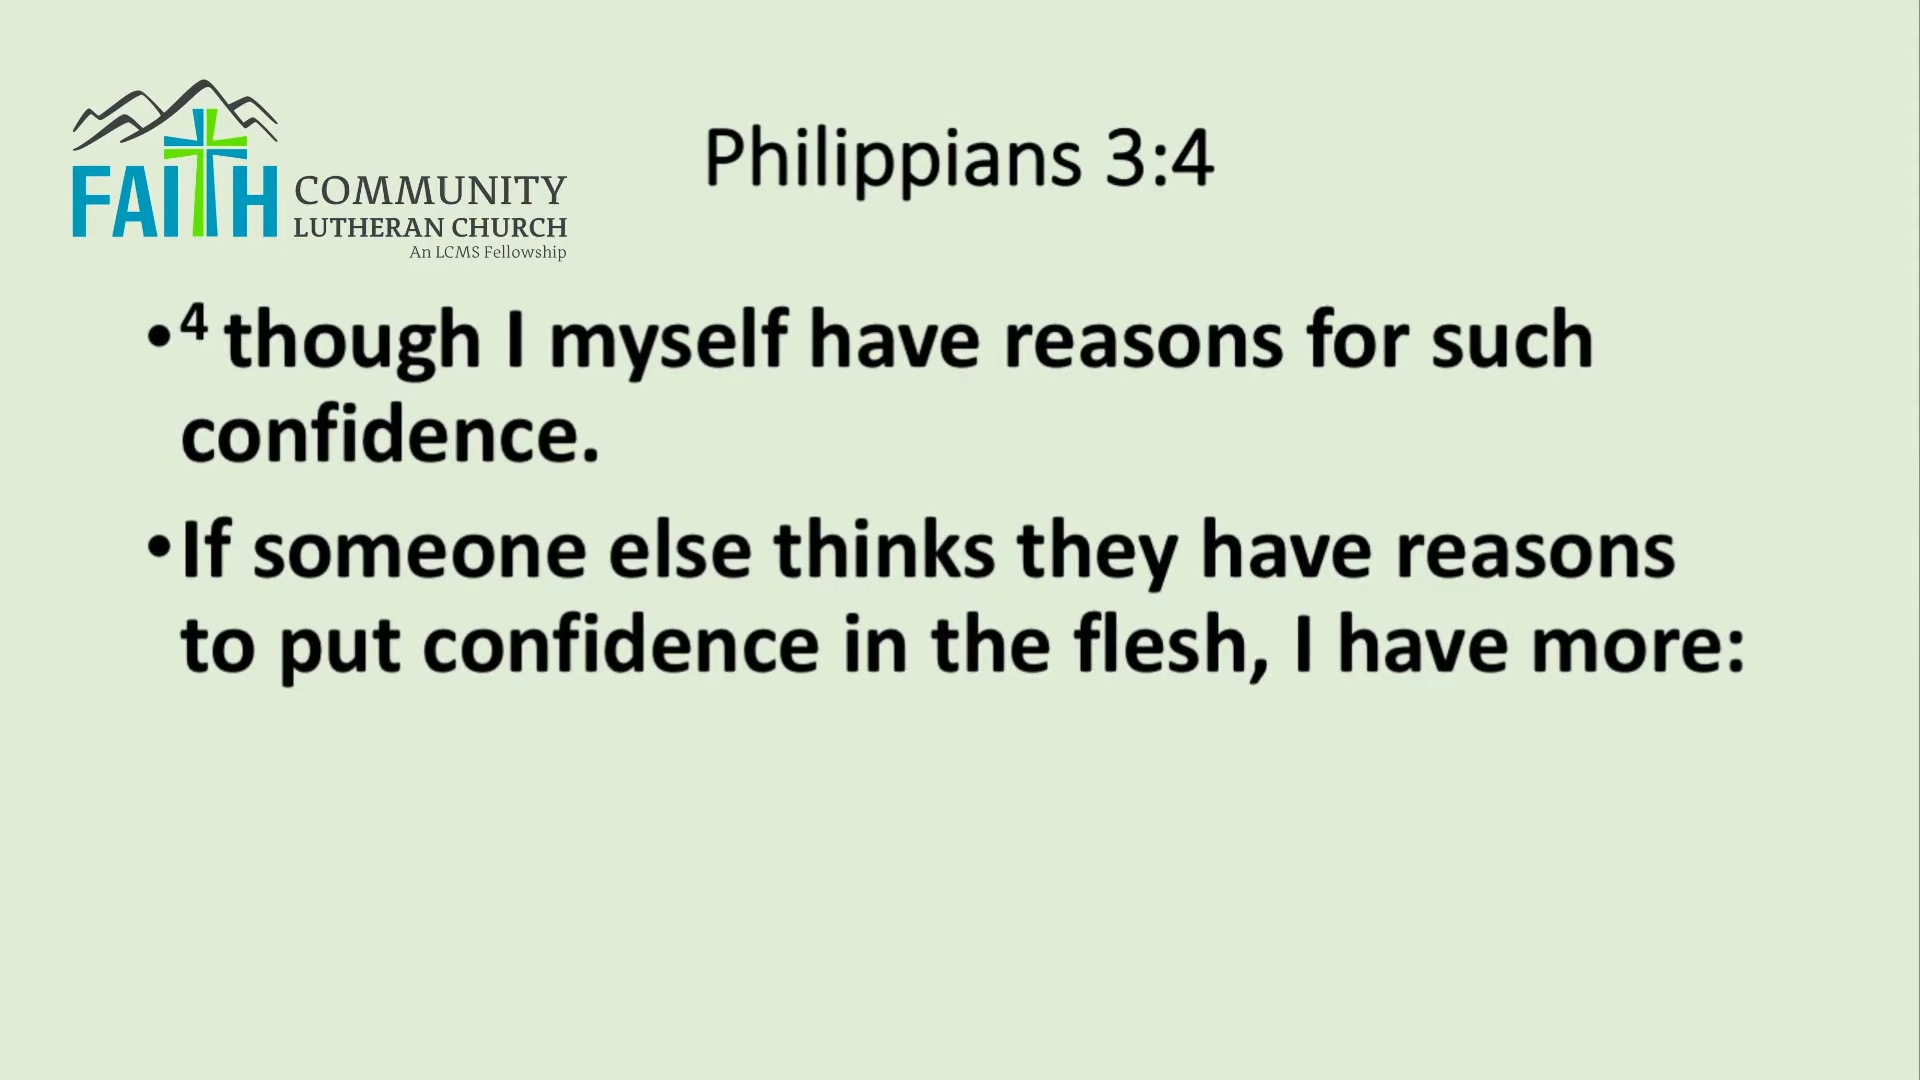 FAITH COMMUNITY
LUTHERAN CHURCH
An LCMS Fellowship
Philippians 3:4
•⁴ though I myself have reasons for such
confidence.
•If someone else thinks they have reasons
to put confidence in the flesh, I have more: